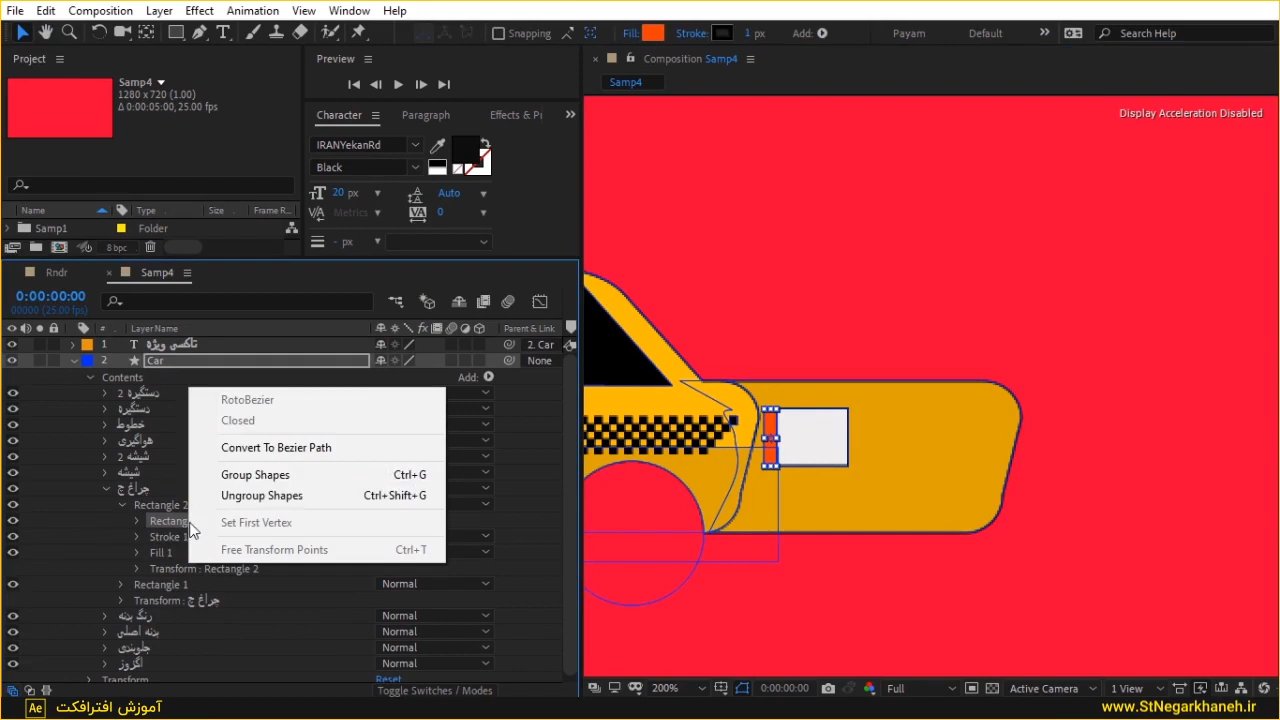 File Edit Composition Layer Effect Animation View Window Help
Snapping Fill: Stroke: 1 px Add: Payam Default Search Help
Project
Samp4
1280 x 720 (1.00)
Δ 0:00:05:00, 25.00 fps
Name Type Size Frame R...
Samp1 Folder
8 bpc
Preview
Character Paragraph Effects & Pi
IRANYekanRd
Black
20 px Auto
Metrics 0
- px
Composition Samp4
Samp4
Display Acceleration Disabled
Rndr Samp4
0:00:00:00
00000 (25.00 fps)
# Layer Name Parent & Link
1 T تاکسی ویژه 2. Car
2 Car None
Contents Add:
دستگیره 2
دستگیره
خطوط
هواگیری
شیشه 2
شیشه
چراغ ج
Rectangle 2
Rectang
Stroke 1
Fill 1
Transform : Rectangle 2
Rectangle 1 Normal
Transform : چراغ ج
رنگ بدنه Normal
بدنه اصلی Normal
جلوبندی Normal
اگزوز Normal
Transform Reset
Toggle Switches / Modes
RotoBezier
Closed
Convert To Bezier Path
Group Shapes Ctrl+G
Ungroup Shapes Ctrl+Shift+G
Set First Vertex
Free Transform Points Ctrl+T
200% 0:00:00:00 Full Active Camera 1 View
Ae آموزش افترافکت
www.StNegarkhaneh.ir